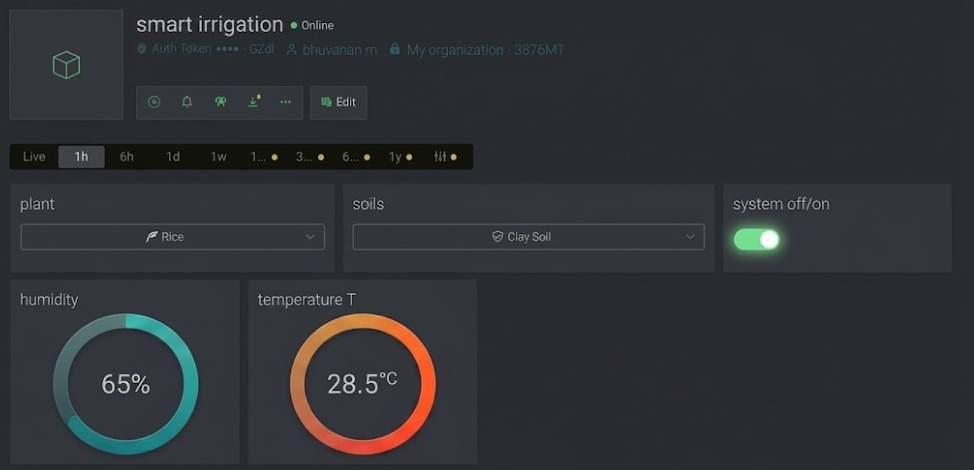 smart irrigation Online
Auth Token •••• · GZdl bhuvanan m My organization - 3876MT
Edit
Live 1h 6h 1d 1w 1... 3... 6... 1y
plant soils system off/on
Rice Clay Soil
humidity temperature T
65% 28.5°C